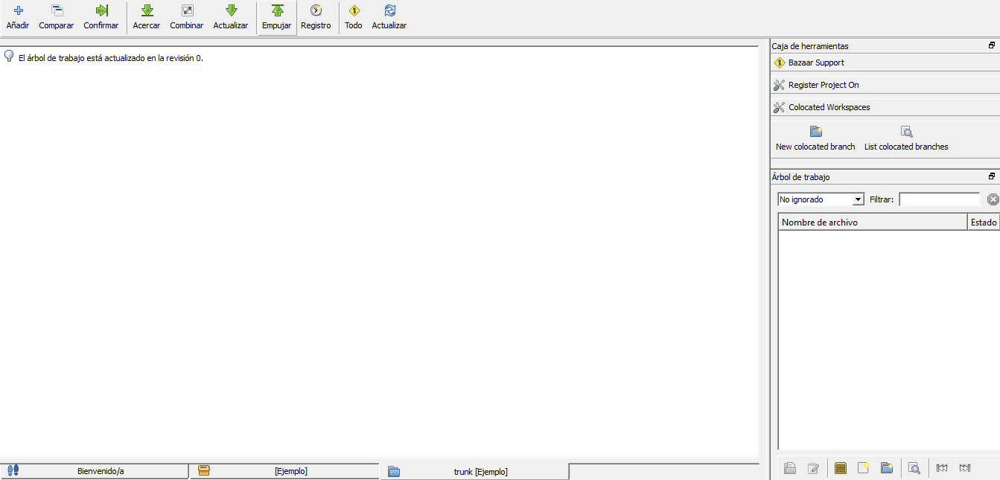 Añadir Comparar Confirmar Acercar Combinar Actualizar Empujar Registro Todo Actualizar
El árbol de trabajo está actualizado en la revisión 0.
Caja de herramientas
Bazaar Support
Register Project On
Colocated Workspaces
New colocated branch List colocated branches
Árbol de trabajo
No ignorado Filtrar:
Nombre de archivo Estado
Bienvenido/a [Ejemplo] trunk [Ejemplo]